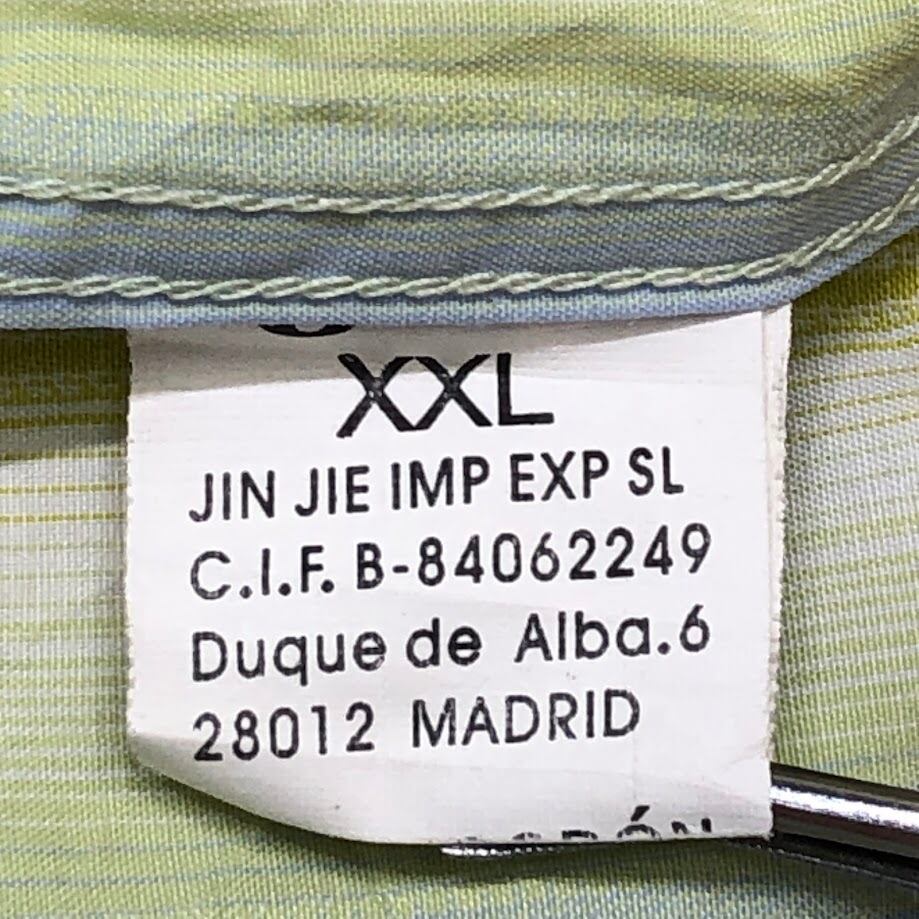 XXL
JIN JIE IMP EXP SL
C.I.F. B-84062249
Duque de Alba.6
28012 MADRID